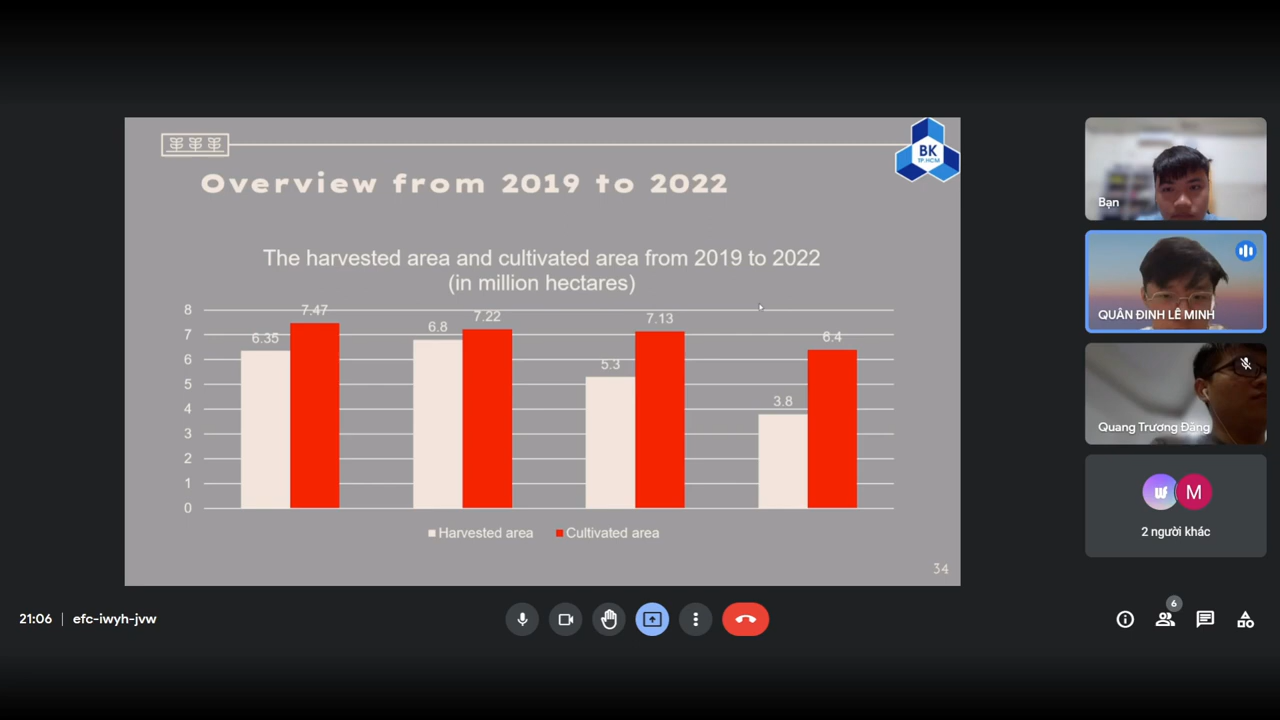 BK
TP.HCM
Overview from 2019 to 2022
The harvested area and cultivated area from 2019 to 2022
(in million hectares)
8
7
6
5
4
3
2
1
0
6.35
7.47
6.8
7.22
5.3
7.13
3.8
6.4
Harvested area
Cultivated area
34
Bạn
QUÂN ĐINH LÊ MINH
Quang Trương Đăng
M
2 người khác
21:06
efc-iwyh-jvw
6